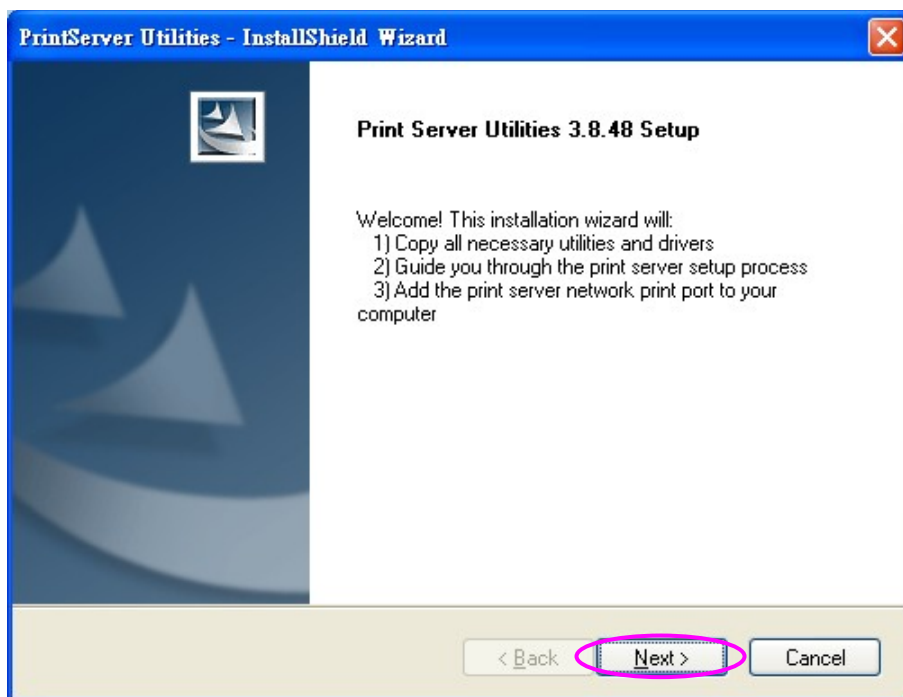 PrintServer Utilities - InstallShield Wizard
Print Server Utilities 3.8.48 Setup
Welcome! This installation wizard will:
1) Copy all necessary utilities and drivers
2) Guide you through the print server setup process
3) Add the print server network print port to your
computer
< Back
Next >
Cancel